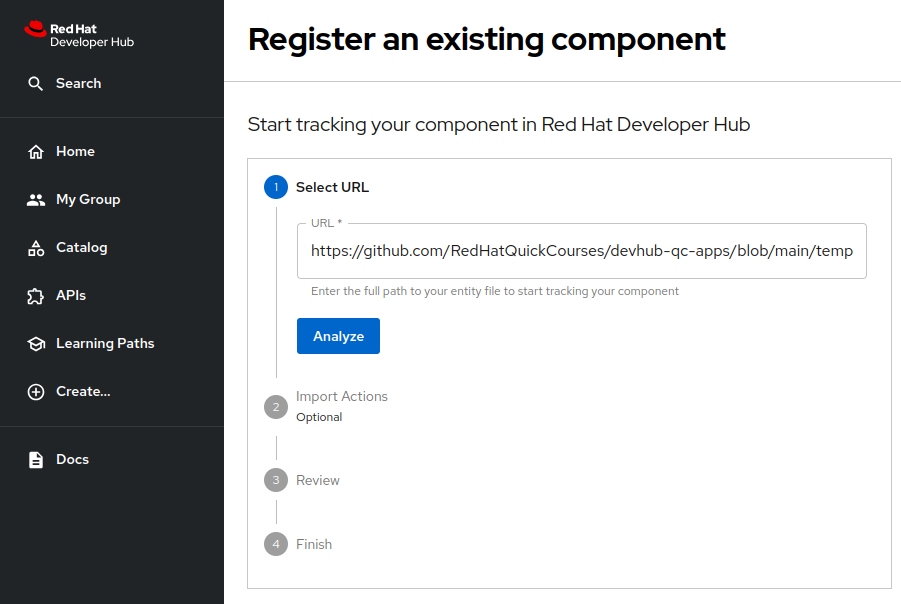 Red Hat
Developer Hub
Search
Home
My Group
Catalog
APIs
Learning Paths
Create...
Docs
Register an existing component
Start tracking your component in Red Hat Developer Hub
1 Select URL
URL *
https://github.com/RedHatQuickCourses/devhub-qc-apps/blob/main/temp
Enter the full path to your entity file to start tracking your component
Analyze
2 Import Actions
Optional
3 Review
4 Finish